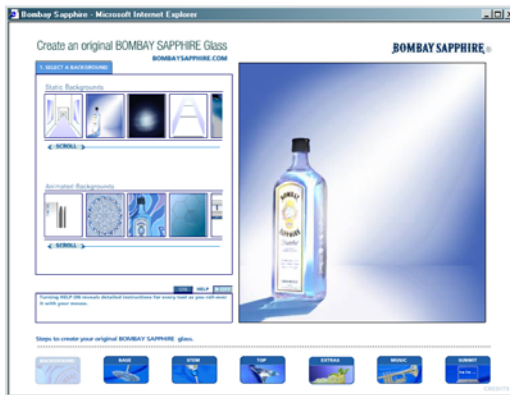 Bombay Sapphire - Microsoft Internet Explorer
Create an original BOMBAY SAPPHIRE Glass
BOMBAYSAPPHIRE.COM
BOMBAY SAPPHIRE®
1. SELECT A BACKGROUND
Static Backgrounds
SCROLL
Animated Backgrounds
SCROLL
BOMBAY
SAPPHIRE
HELP
Turning HELP ON reveals detailed instructions for every tool as you roll-over
it with your mouse.
Steps to create your original BOMBAY SAPPHIRE glass.
BACKGROUND
BASE
STEM
TOP
EXTRAS
MUSIC
SUBMIT
CREDITS